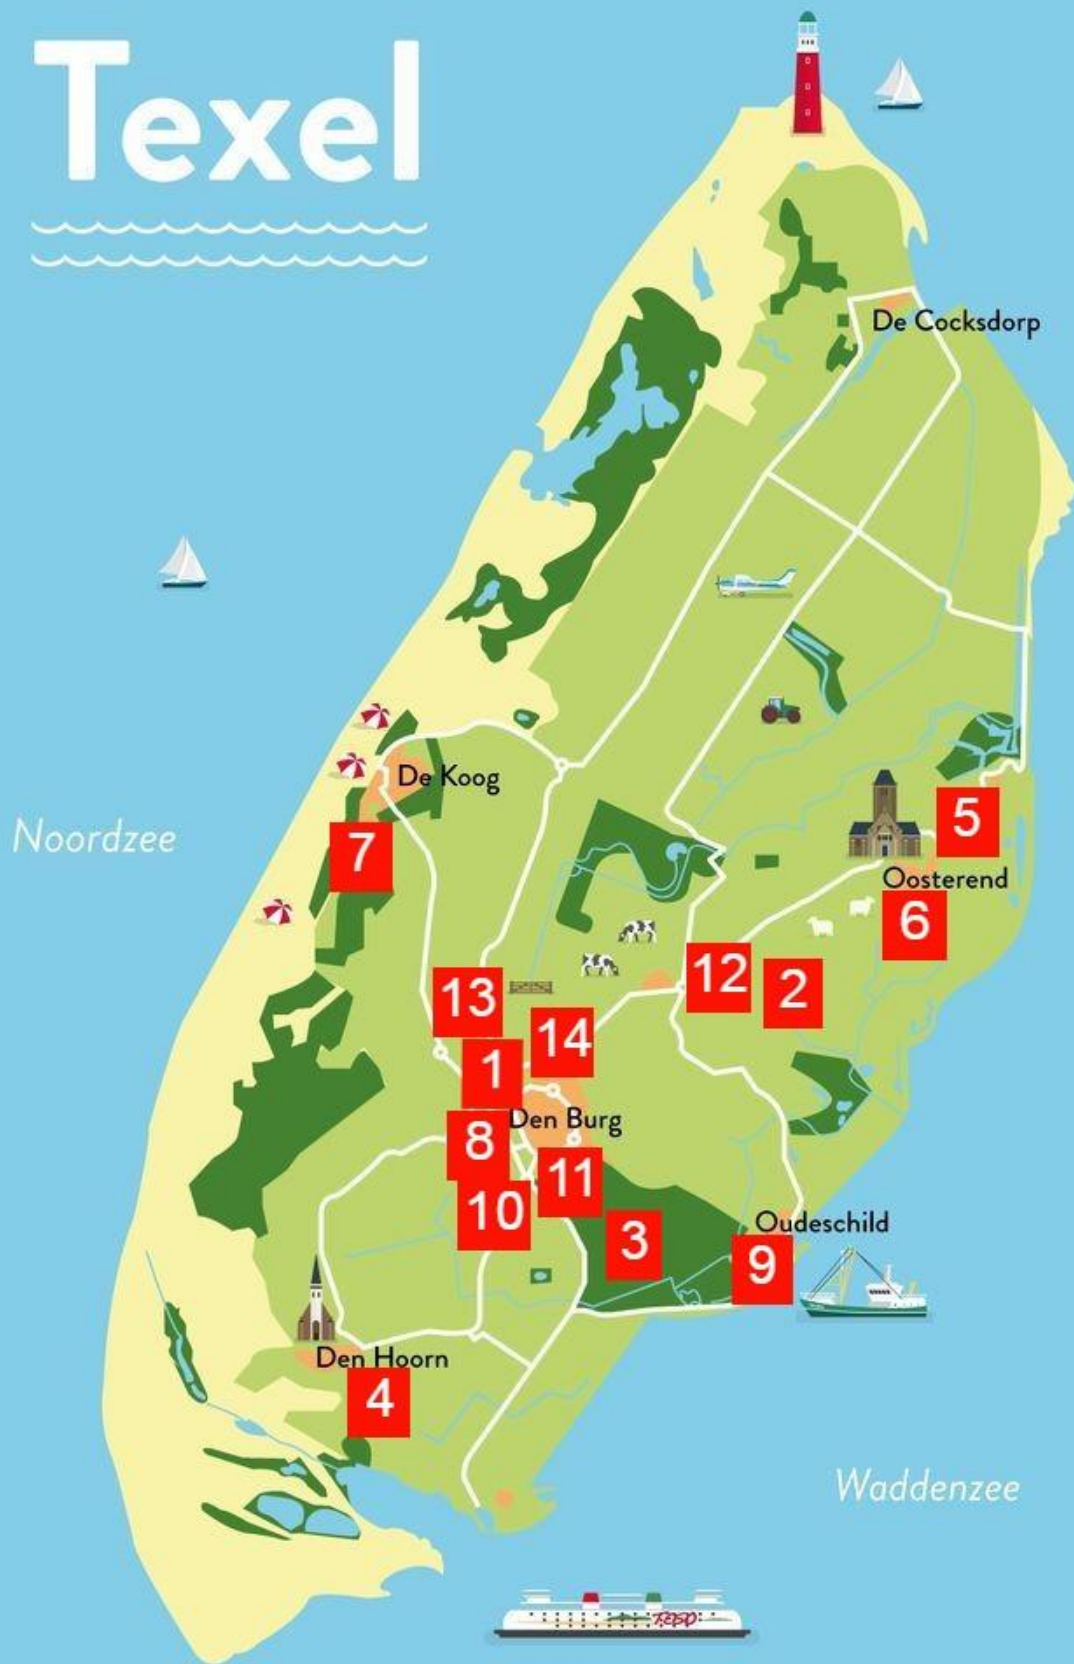 Texel
De Cocksdorp
De Koog
Noordzee
7
5
Oosterend
6
12
2
13
14
1
Den Burg
8
11
10
3
Oudeschild
9
Den Hoorn
4
Waddenzee
TESO